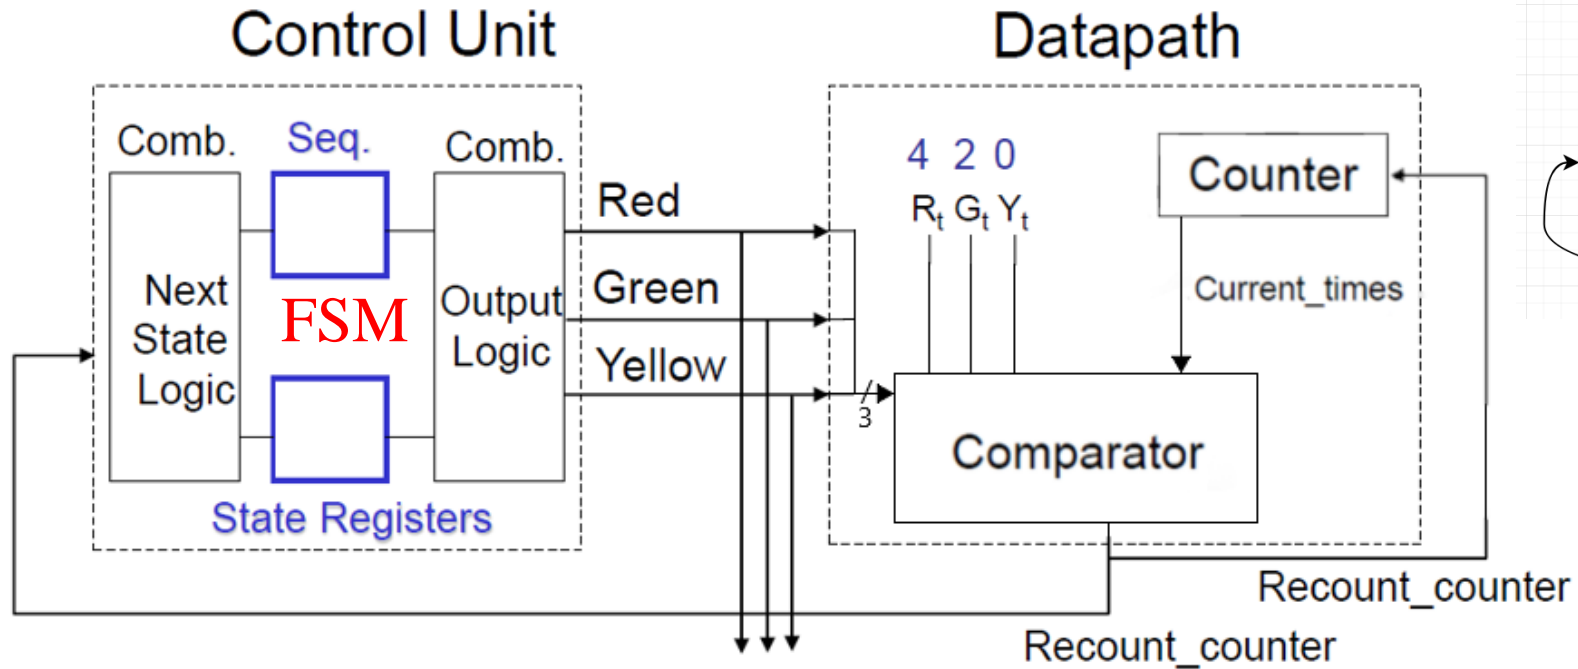 Control Unit
Comb.
Seq.
Comb.
Next
State
Logic
FSM
Output
Logic
State Registers
Red
Green
Yellow
Datapath
4 2 0
Rt Gt Yt
Counter
Current_times
3
Comparator
Recount_counter
Recount_counter